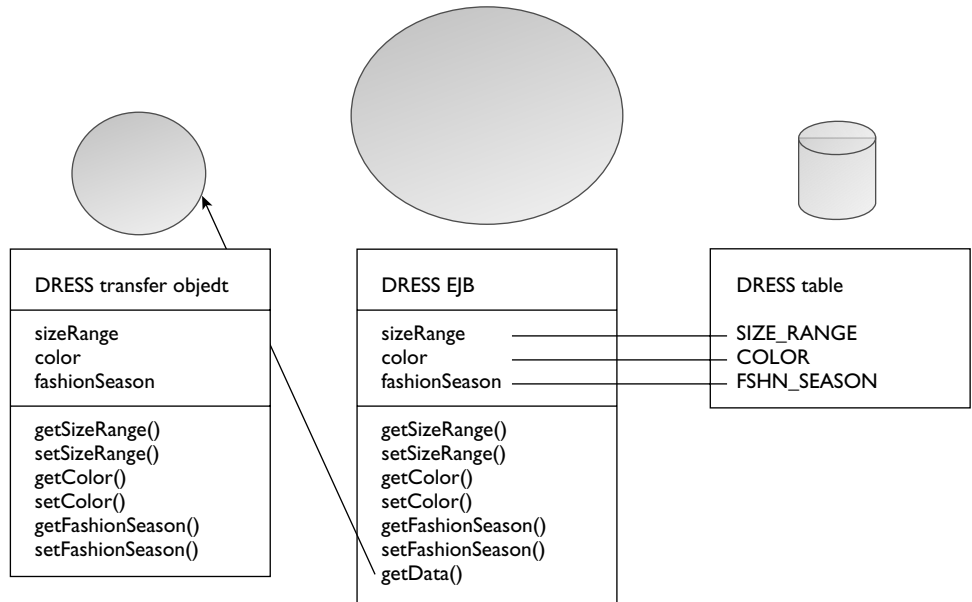 DRESS transfer objedt
sizeRange
color
fashionSeason
getSizeRange()
setSizeRange()
getColor()
setColor()
getFashionSeason()
setFashionSeason()
DRESS EJB
sizeRange
color
fashionSeason
getSizeRange()
setSizeRange()
getColor()
setColor()
getFashionSeason()
setFashionSeason()
getData()
DRESS table
SIZE_RANGE
COLOR
FSHN_SEASON